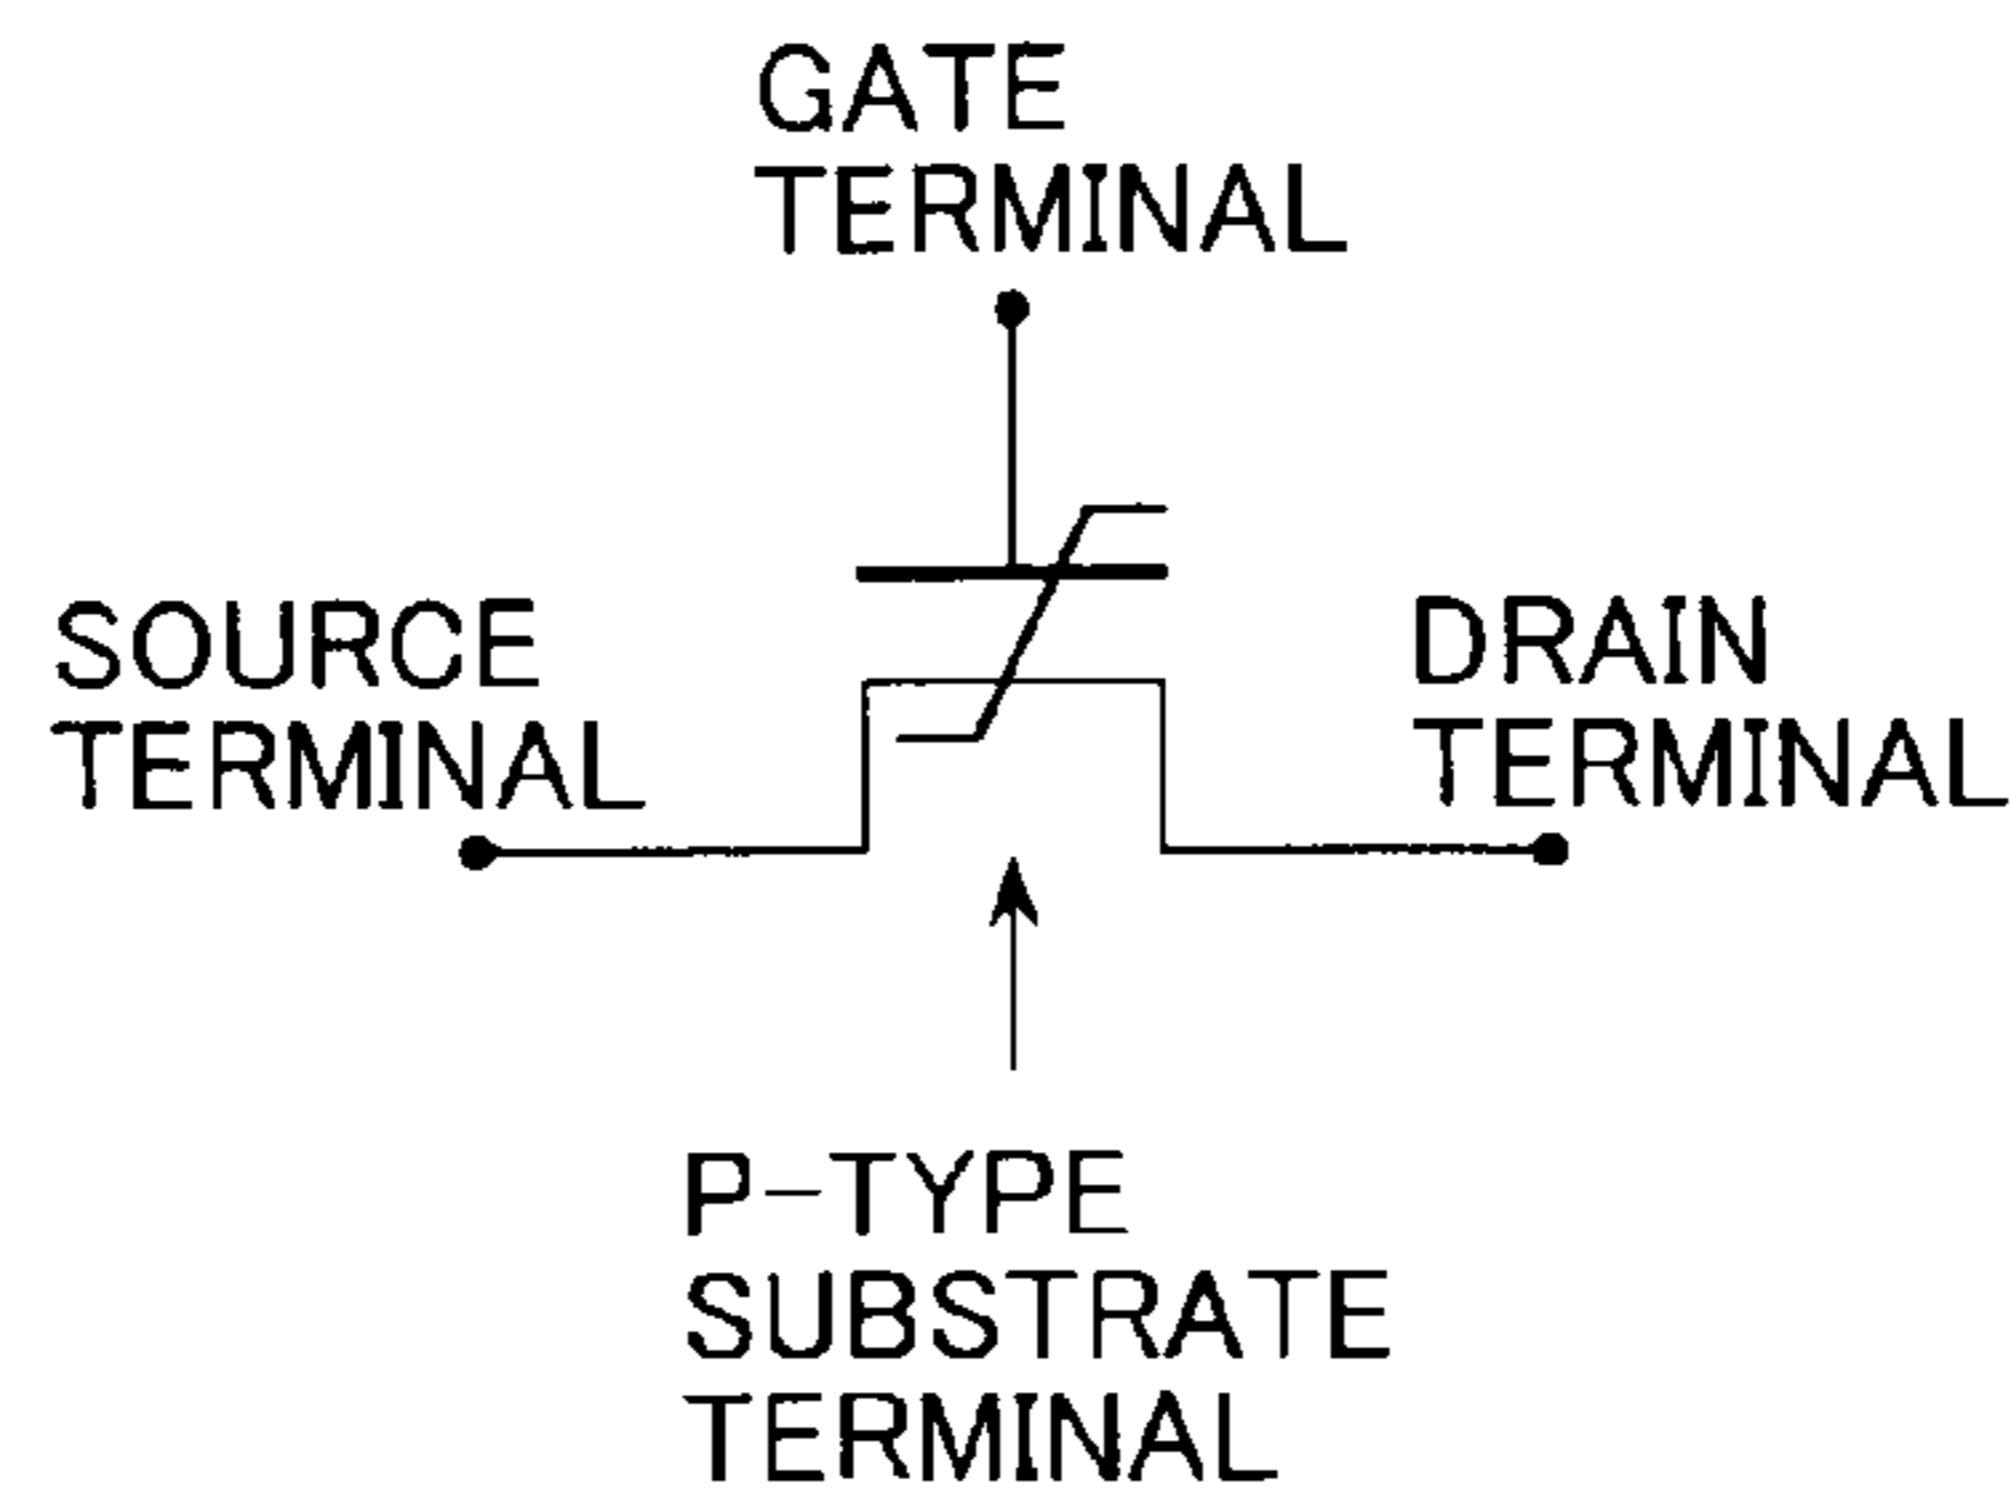 GATE
TERMINAL
SOURCE
TERMINAL
DRAIN
TERMINAL
P-TYPE
SUBSTRATE
TERMINAL